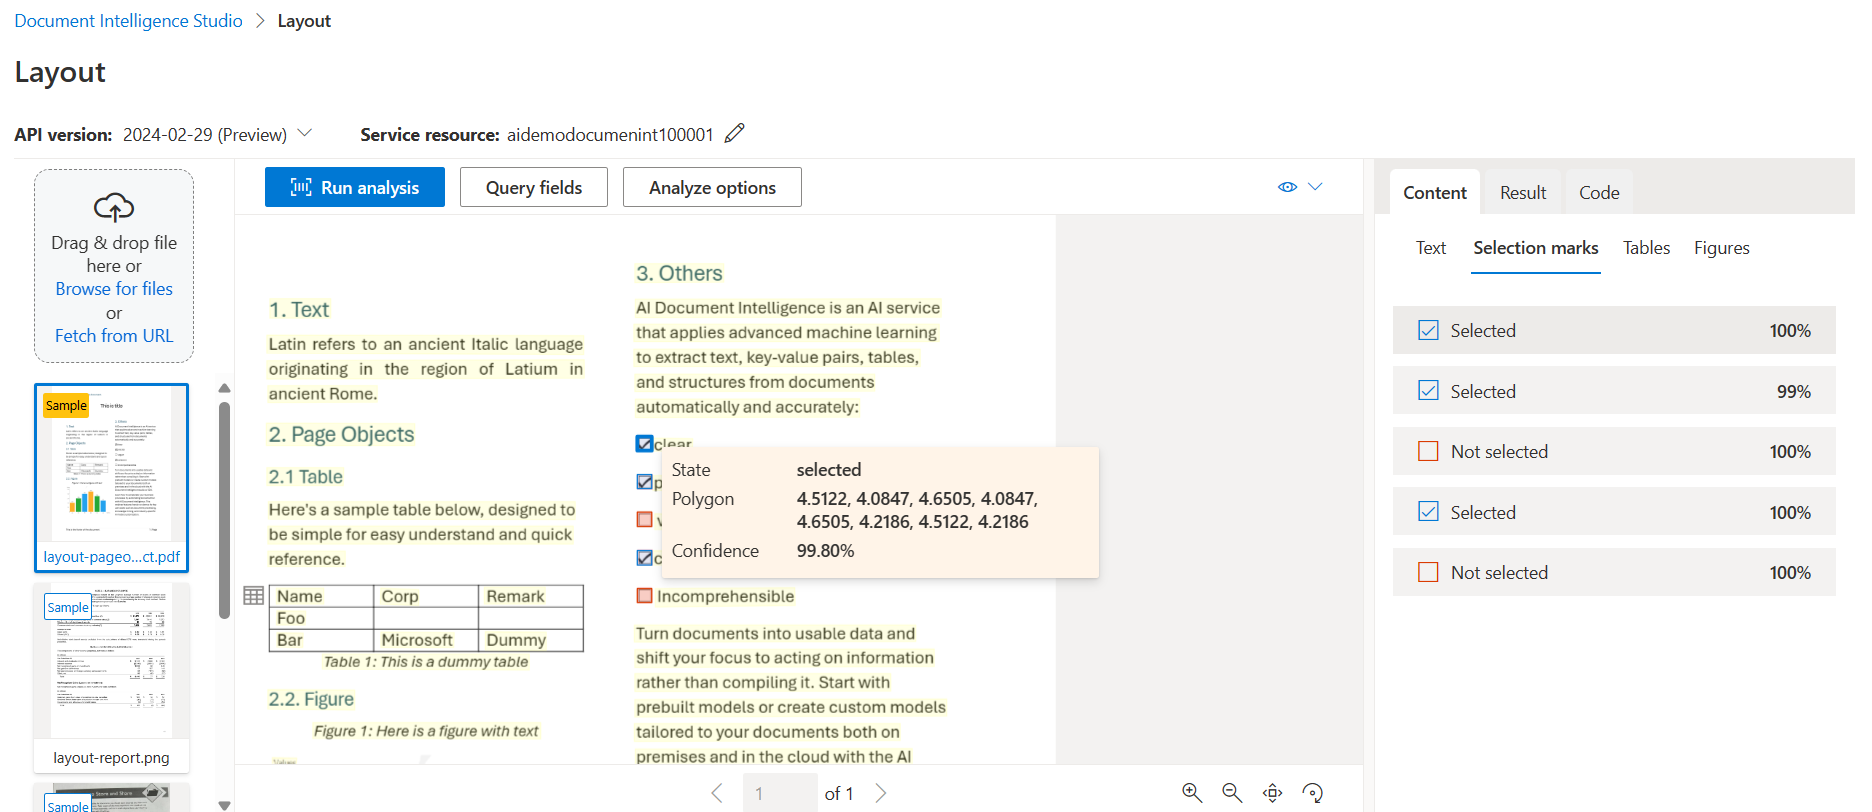 Document Intelligence Studio > Layout
Layout
API version: 2024-02-29 (Preview)
Service resource: aidemodocumenint100001
Drag & drop file
here or
Browse for files
or
Fetch from URL
Sample
This is title
layout-pageo...ct.pdf
Sample
layout-report.png
Sample
Run analysis
Query fields
Analyze options
1. Text
Latin refers to an ancient Italic language
originating in the region of Latium in
ancient Rome.
2. Page Objects
2.1 Table
Here's a sample table below, designed to
be simple for easy understand and quick
reference.
Name Corp Remark
Foo
Bar Microsoft Dummy
Table 1: This is a dummy table
2.2. Figure
Figure 1: Here is a figure with text
Values
3. Others
AI Document Intelligence is an AI service
that applies advanced machine learning
to extract text, key-value pairs, tables,
and structures from documents
automatically and accurately:
clear
p
v
c
State selected
Polygon 4.5122, 4.0847, 4.6505, 4.0847,
4.6505, 4.2186, 4.5122, 4.2186
Confidence 99.80%
Incomprehensible
Turn documents into usable data and
shift your focus to acting on information
rather than compiling it. Start with
prebuilt models or create custom models
tailored to your documents both on
premises and in the cloud with the AI
1 of 1
Content
Result
Code
Text
Selection marks
Tables
Figures
Selected 100%
Selected 99%
Not selected 100%
Selected 100%
Not selected 100%